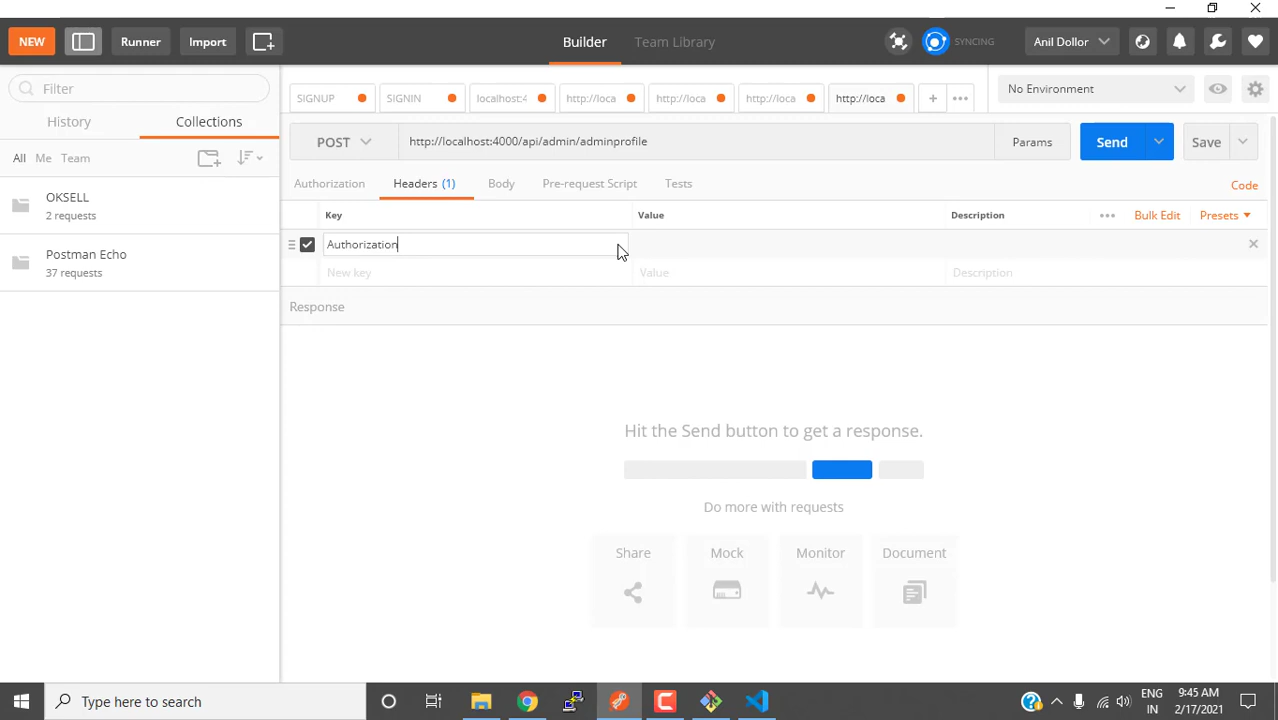 NEW
Runner
Import
Builder
Team Library
SYNCING
Anil Dollor
Filter
History
Collections
All
Me
Team
OKSELL
2 requests
Postman Echo
37 requests
SIGNUP
SIGNIN
localhost:4
http://loca
http://loca
http://loca
http://loca
+
•••
No Environment
POST
http://localhost:4000/api/admin/adminprofile
Params
Send
Save
Authorization
Headers (1)
Body
Pre-request Script
Tests
Code
Key
Value
Description
•••
Bulk Edit
Presets
Authorization
New key
Value
Description
Response
Hit the Send button to get a response.
Do more with requests
Share
Mock
Monitor
Document
Type here to search
ENG
IN
9:45 AM
2/17/2021